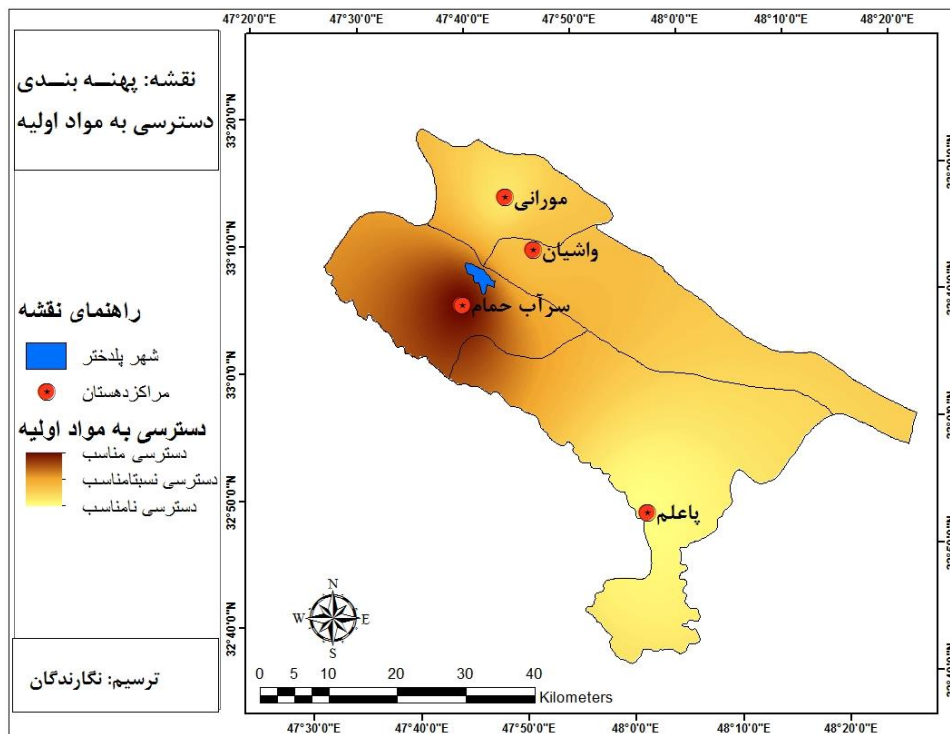 47°20'0"E 47°30'0"E 47°40'0"E 47°50'0"E 48°0'0"E 48°10'0"E 48°20'0"E
نقشه: پهنــه بنــدی
دسترسی به مواد اولیه
راهنمای نقشه
شهر پلدختر
مراکزدهستان
دسترسی به مواد اولیه
دسترسی مناسب
دسترسی نسبتامناسب
دسترسی نامناسب
ترسیم: نگارندگان
33°20'0"N
33°10'0"N
33°0'0"N
32°50'0"N
32°40'0"N
مورانی
واشیان
سرآب حمام
پاعلم
N
W E
S
0 5 10 20 30 40
Kilometers
47°30'0"E 47°40'0"E 47°50'0"E 48°0'0"E 48°10'0"E 48°20'0"E